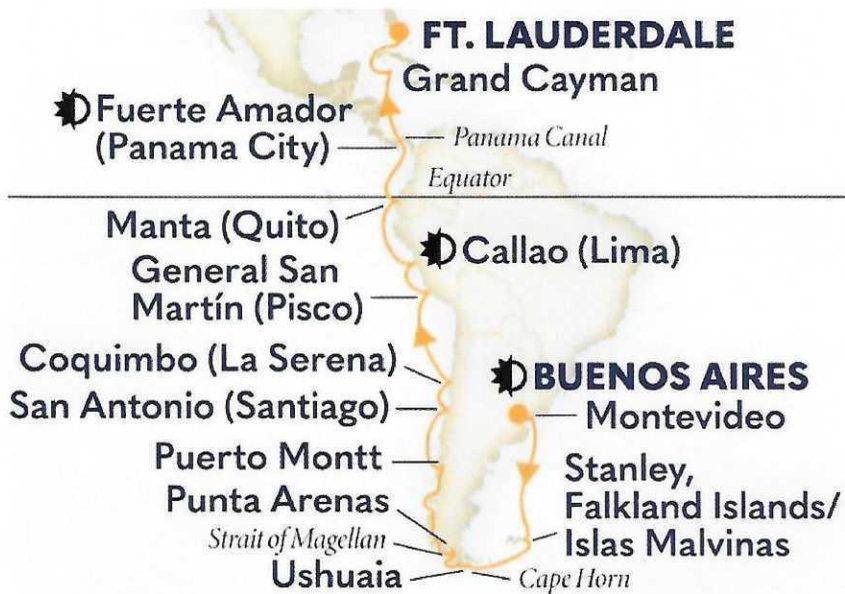 FT. LAUDERDALE
Grand Cayman
Fuerte Amador
(Panama City)
Panama Canal
Equator
Manta (Quito)
Callao (Lima)
General San
Martín (Pisco)
Coquimbo (La Serena)
BUENOS AIRES
San Antonio (Santiago)
Montevideo
Puerto Montt
Stanley,
Falkland Islands/
Islas Malvinas
Punta Arenas
Strait of Magellan
Ushuaia
Cape Horn